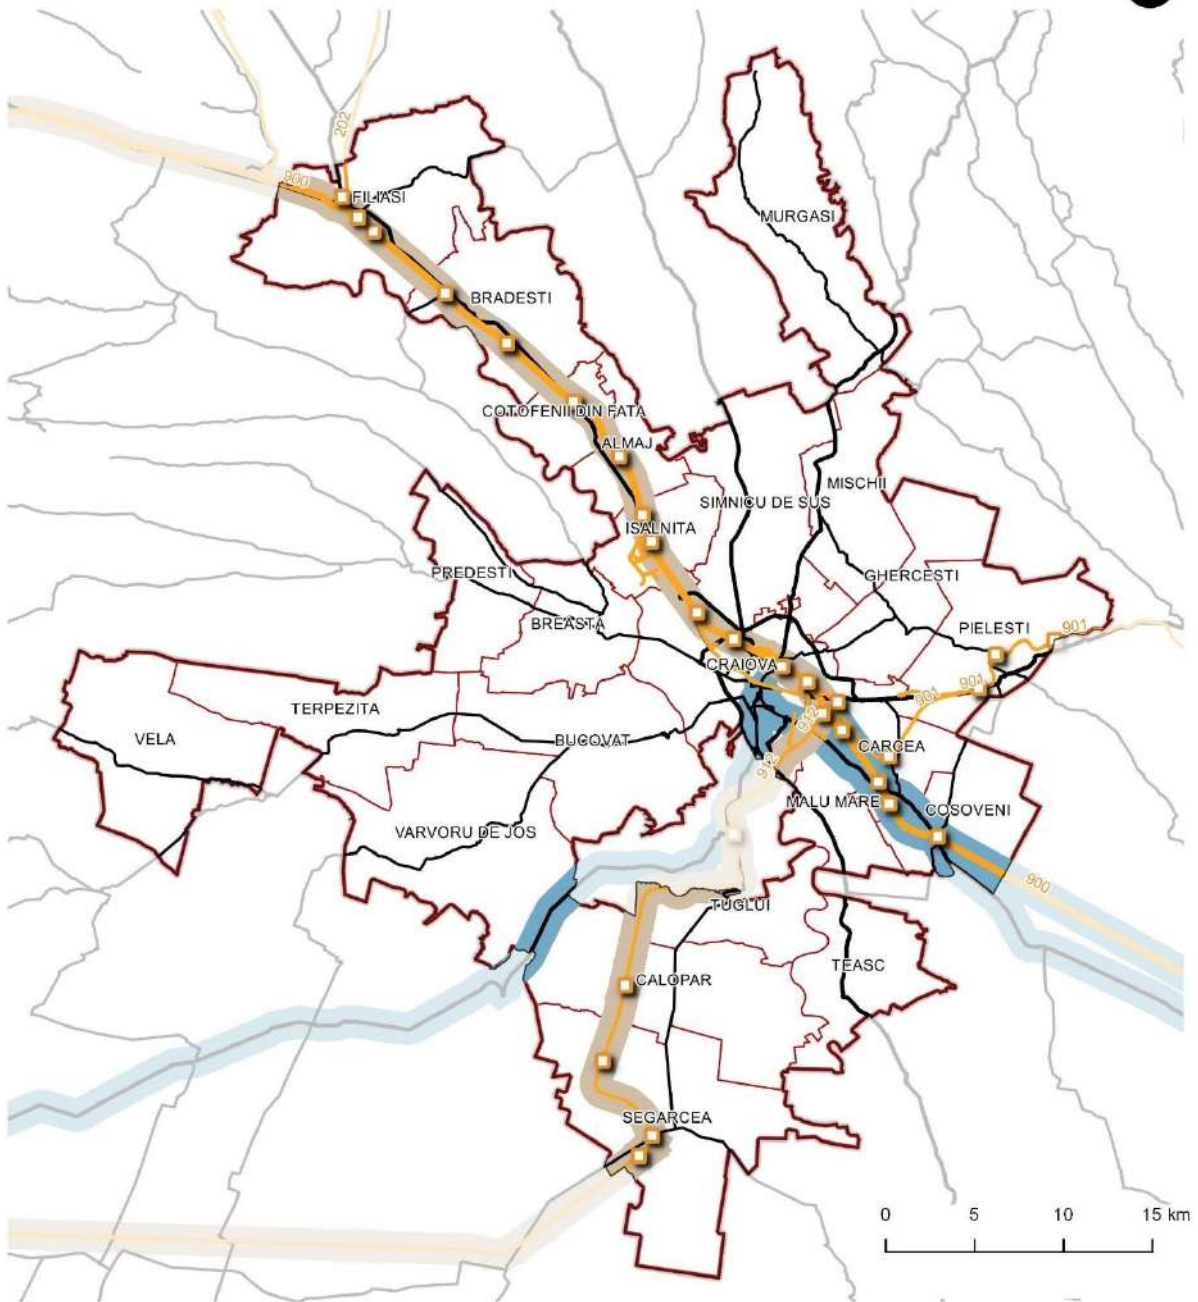 202
900
FILIASI
MURGASI
BRADESTI
COTOFENII DIN FATA
ALMAJ
MISCHII
SIMNICU DE SUS
ISALNITA
PREDESTI
GHERCESTI
BREASTA
PIELESTI
901
CRAIOVA
901
901
TERPEZITA
912
VELA
BUCOVAT
CARCEA
912
MALU MARE
COSOVENI
VARVORU DE JOS
900
TUGLUI
TEASC
CALOPAR
SEGARCEA
0 5 10 15 km